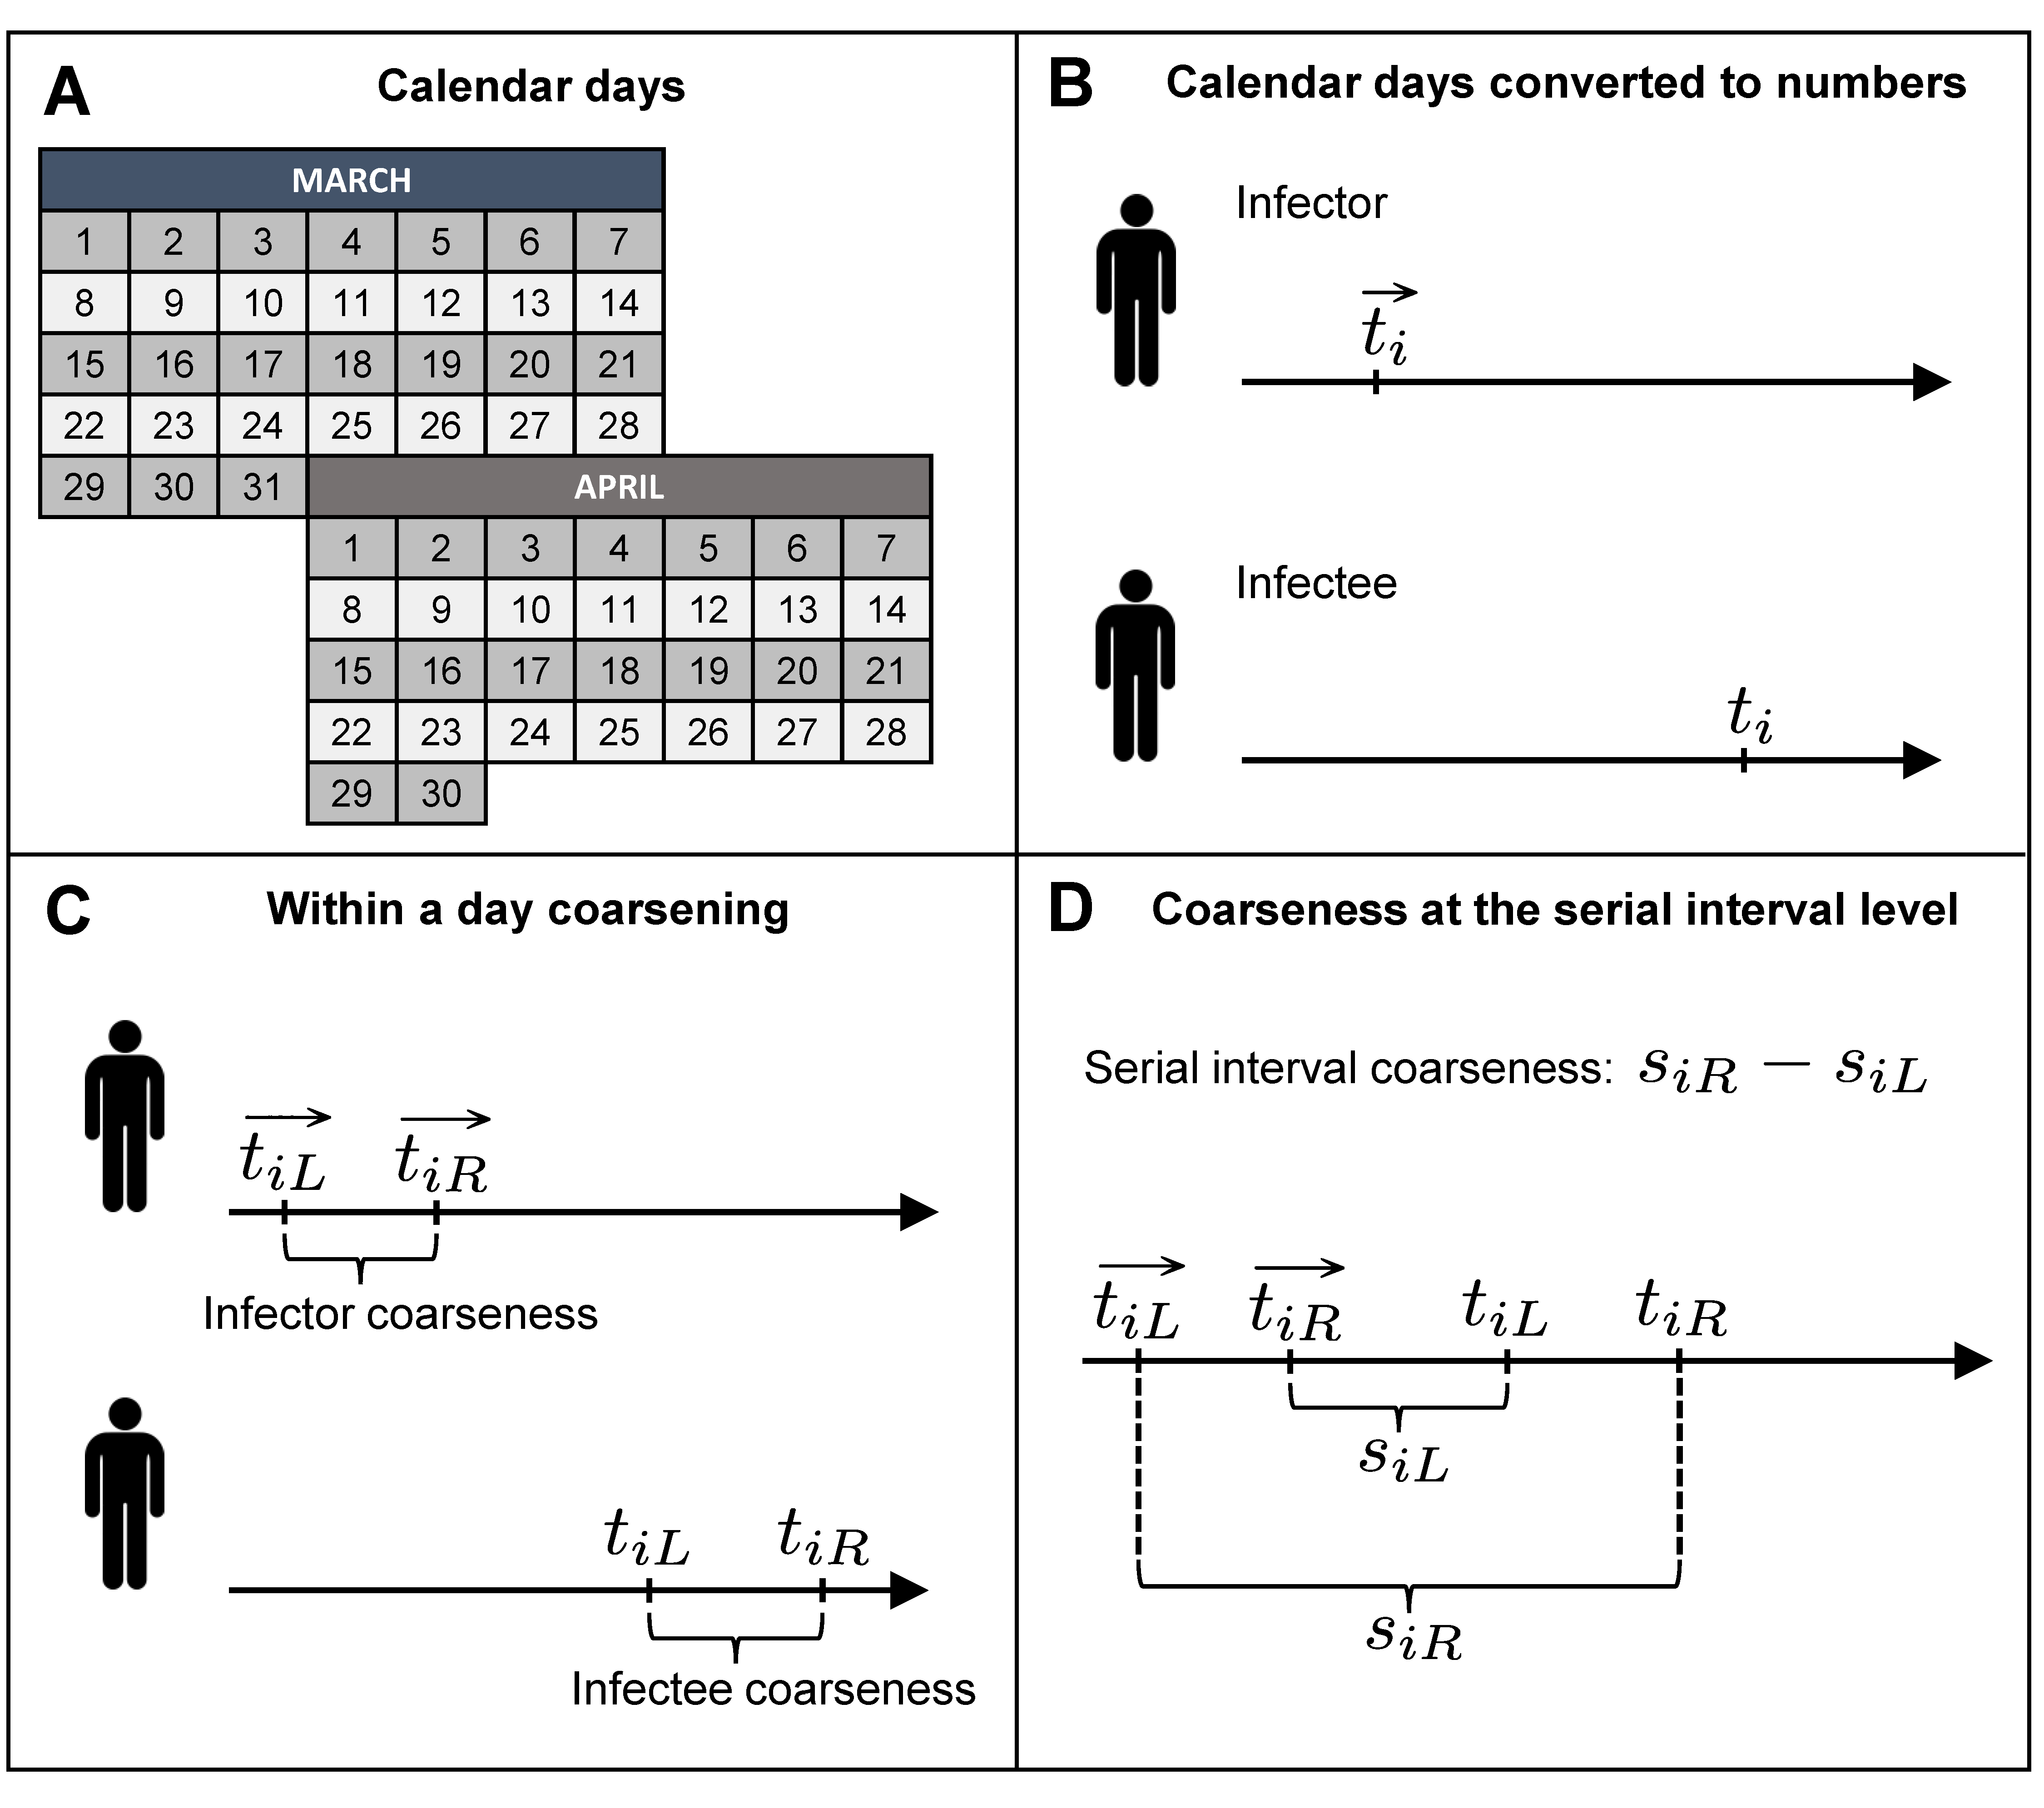 A Calendar days
MARCH
1 2 3 4 5 6 7
8 9 10 11 12 13 14
15 16 17 18 19 20 21
22 23 24 25 26 27 28
29 30 31
APRIL
1 2 3 4 5 6 7
8 9 10 11 12 13 14
15 16 17 18 19 20 21
22 23 24 25 26 27 28
29 30
B Calendar days converted to numbers
Infector
$\overrightarrow{t_i}$
Infectee
$t_i$
C Within a day coarsening
$\overrightarrow{t_{iL}}$ $\overrightarrow{t_{iR}}$
Infector coarseness
$t_{iL}$ $t_{iR}$
Infectee coarseness
D Coarseness at the serial interval level
Serial interval coarseness: $s_{iR} - s_{iL}$
$\overrightarrow{t_{iL}}$ $\overrightarrow{t_{iR}}$ $t_{iL}$ $t_{iR}$
$s_{iL}$
$s_{iR}$